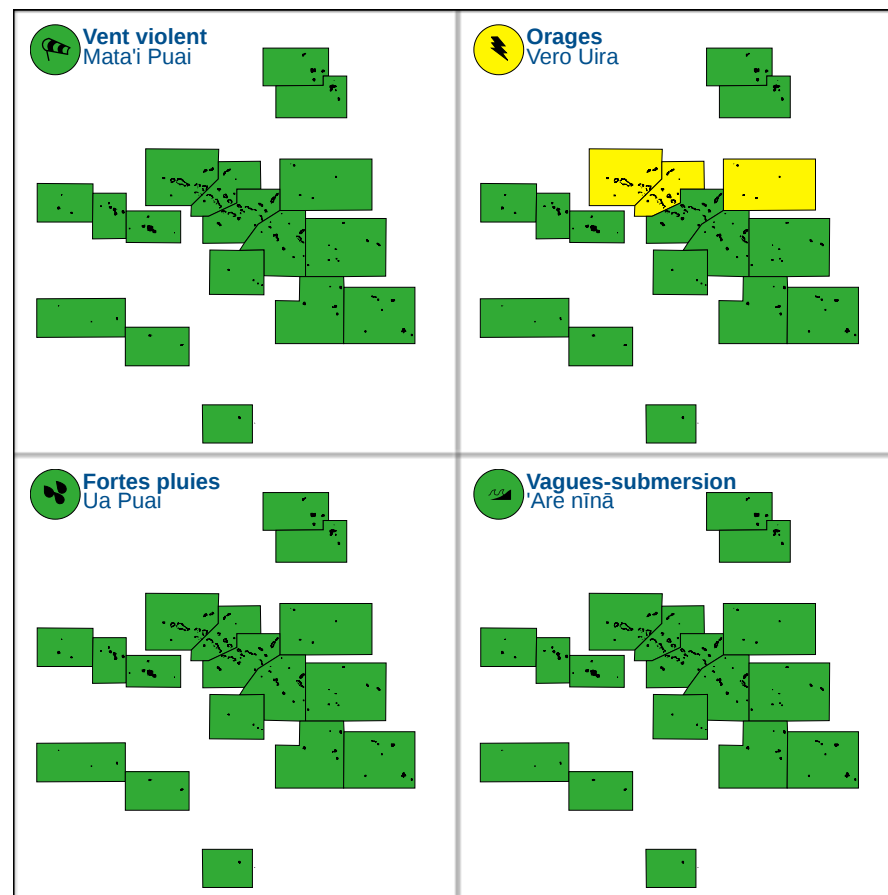 Vent violent
Mata'i Puai
Orages
Vero Uira
Fortes pluies
Ua Puai
Vagues-submersion
'Are nīnā